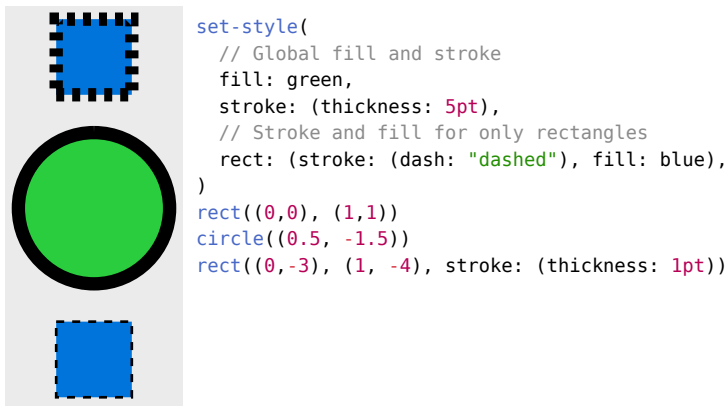 set-style(
  // Global fill and stroke
  fill: green,
  stroke: (thickness: 5pt),
  // Stroke and fill for only rectangles
  rect: (stroke: (dash: "dashed"), fill: blue),
)
rect((0,0), (1,1))
circle((0.5, -1.5))
rect((0,-3), (1, -4), stroke: (thickness: 1pt))